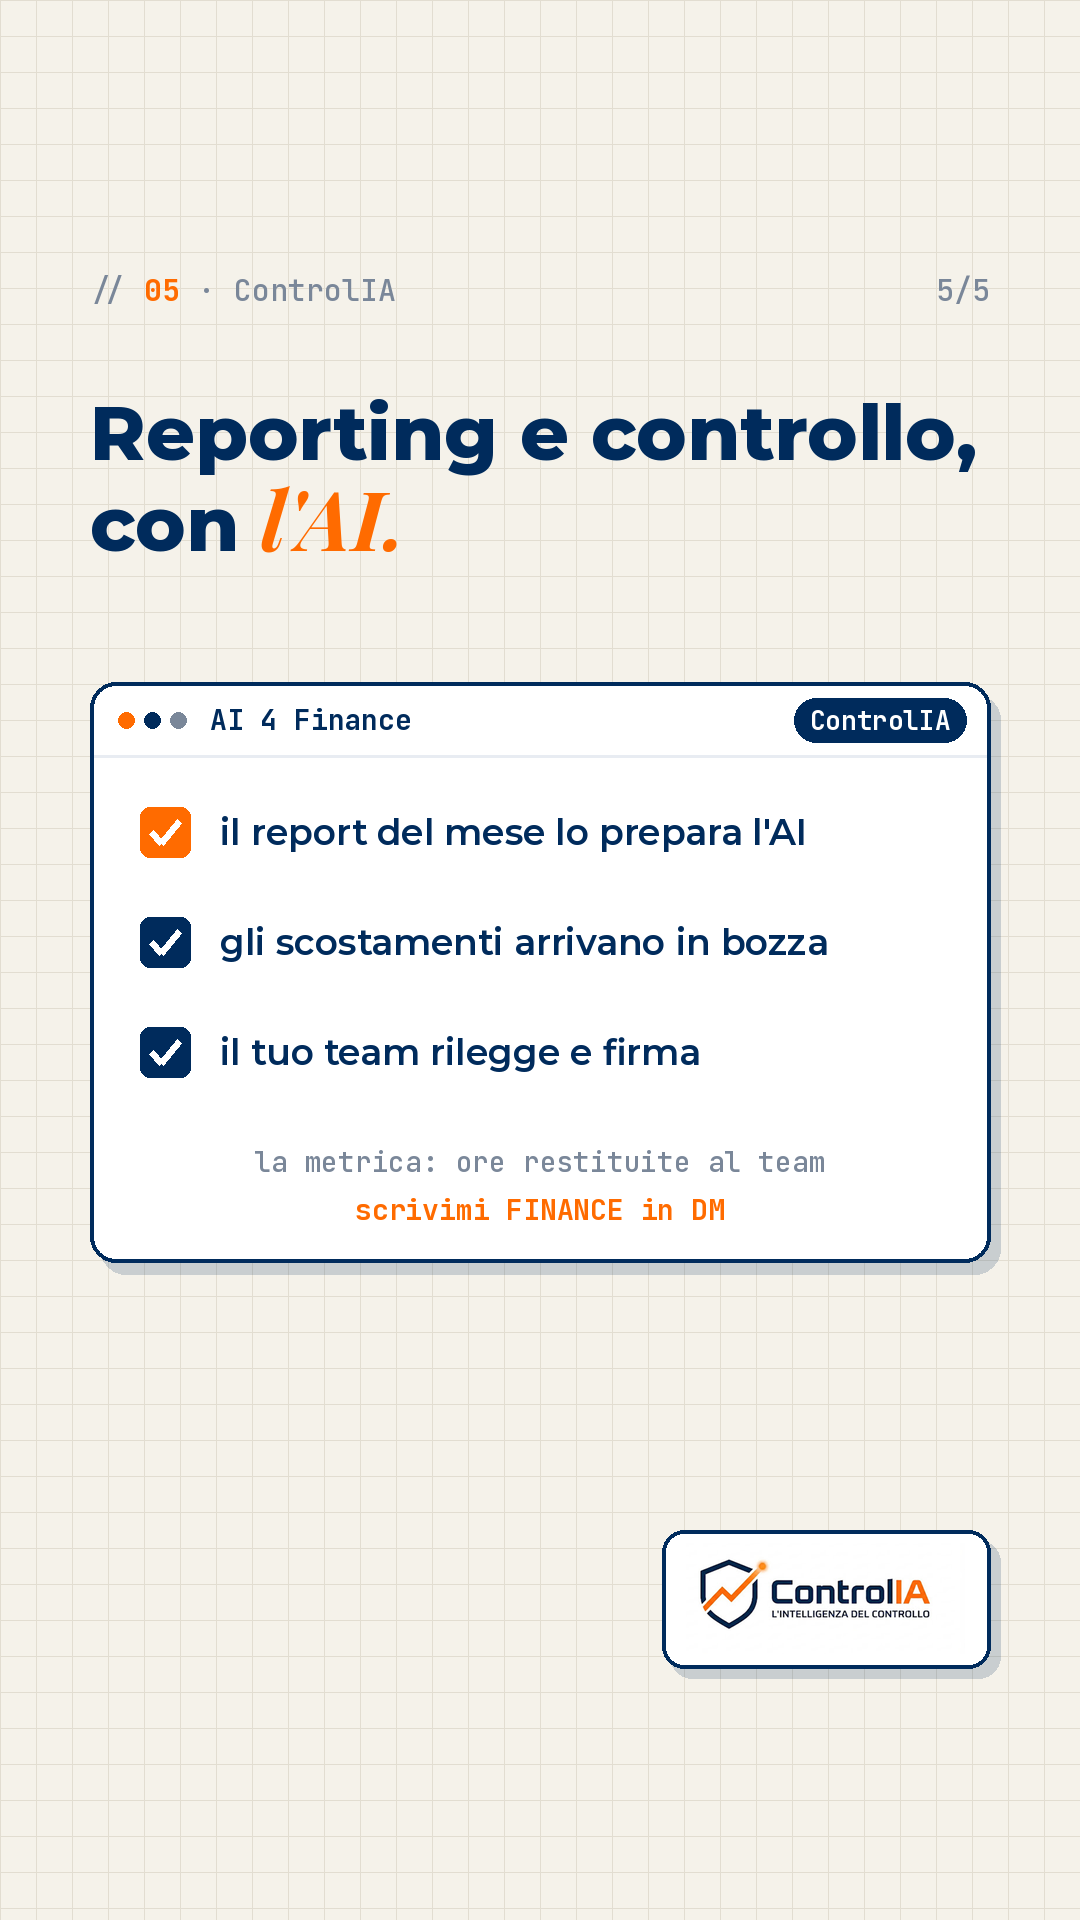 // 05 · ControlIA
5/5
Reporting e controllo,
con l'AI.
AI 4 Finance
ControlIA
il report del mese lo prepara l'AI
gli scostamenti arrivano in bozza
il tuo team rilegge e firma
la metrica: ore restituite al team
scrivimi FINANCE in DM
ControlIA
L'INTELLIGENZA DEL CONTROLLO